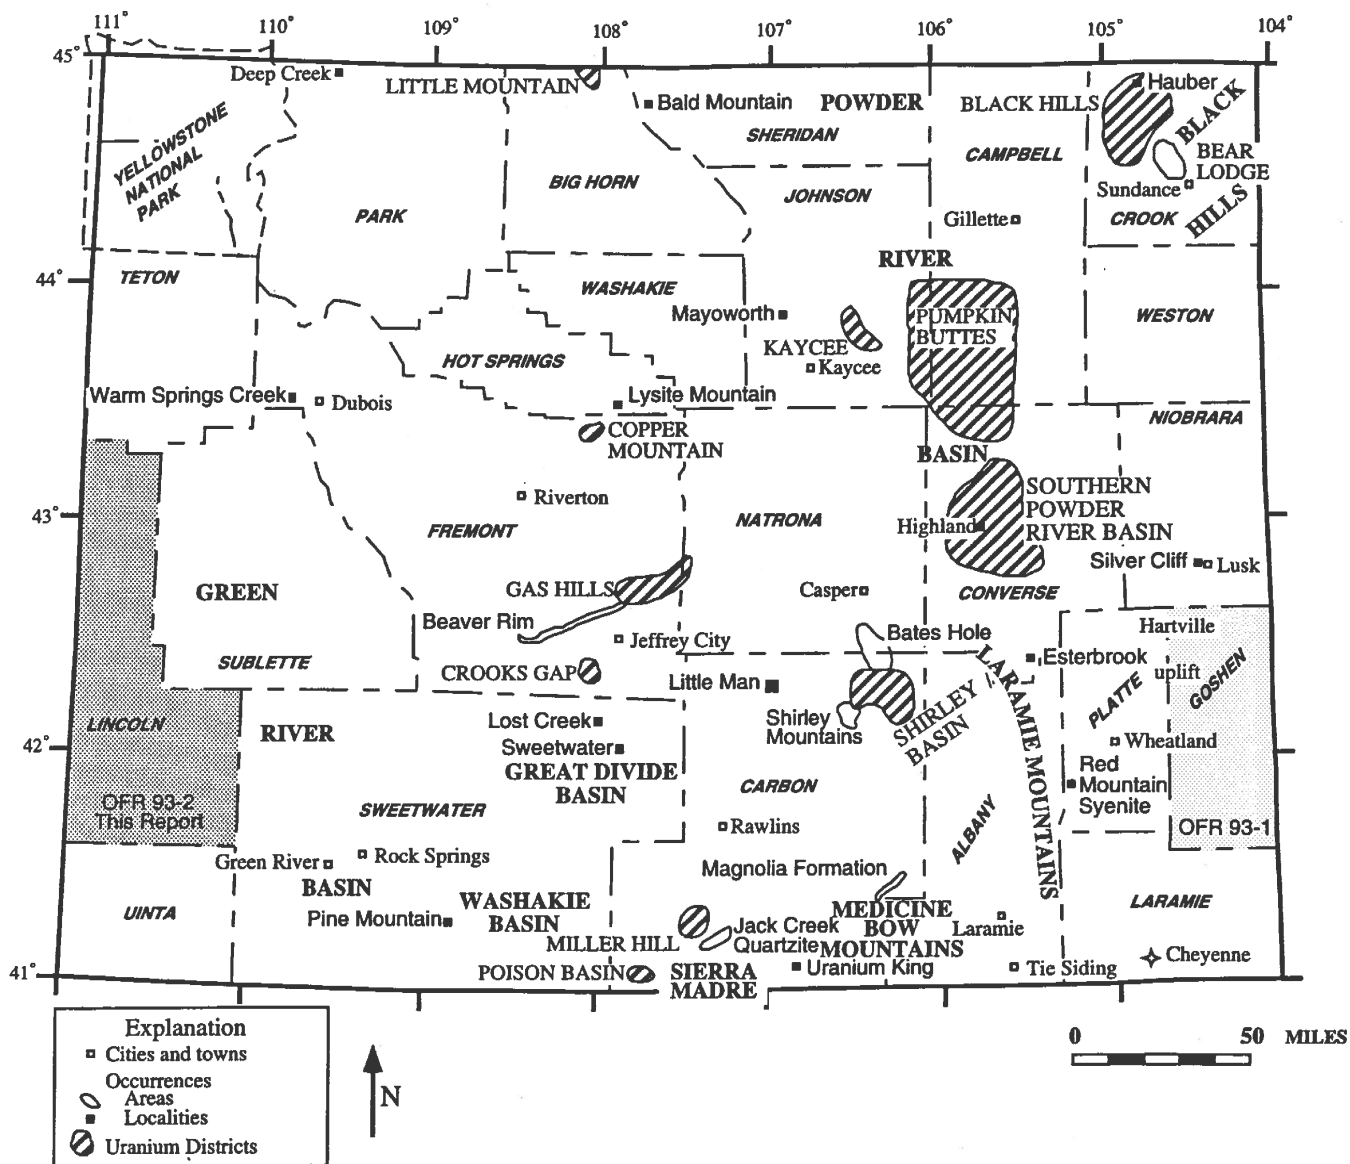 111°
110°
109°
108°
107°
106°
105°
104°
45°
Deep Creek
LITTLE MOUNTAIN
Bald Mountain
POWDER
BLACK HILLS
Hauber
BLACK
HILLS
SHERIDAN
CAMPBELL
BEAR
LODGE
YELLOWSTONE
NATIONAL
PARK
BIG HORN
JOHNSON
Sundance
PARK
Gillette
CROOK
RIVER
44°
TETON
WASHAKIE
Mayoworth
PUMPKIN
BUTTES
WESTON
KAYCEE
Kaycee
HOT SPRINGS
Warm Springs Creek
Dubois
Lysite Mountain
NIOBRARA
COPPER
MOUNTAIN
BASIN
Riverton
SOUTHERN
POWDER
RIVER BASIN
43°
FREMONT
NATRONA
Highland
Silver Cliff
Lusk
GREEN
GAS HILLS
Casper
CONVERSE
Beaver Rim
Jeffrey City
Bates Hole
Hartville
uplift
SUBLETTE
CROOKS GAP
Little Man
LARAMIE MOUNTAINS
Esterbrook
PLATTE
GOSHEN
LINCOLN
RIVER
Lost Creek
Shirley
Mountains
SHIRLEY
BASIN
Wheatland
42°
Sweetwater
GREAT DIVIDE
BASIN
CARBON
Red
Mountain
Syenite
OFR 93-2
This Report
SWEETWATER
Rawlins
ALBANY
OFR 93-1
Green River
Rock Springs
Magnolia Formation
BASIN
WASHAKIE
BASIN
MEDICINE
BOW
MOUNTAINS
LARAMIE
UINTA
Pine Mountain
Jack Creek
Quartzite
Laramie
MILLER HILL
Cheyenne
41°
POISON BASIN
SIERRA
MADRE
Uranium King
Tie Siding
Explanation
Cities and towns
Occurrences
Areas
Localities
Uranium Districts
N
0 50 MILES